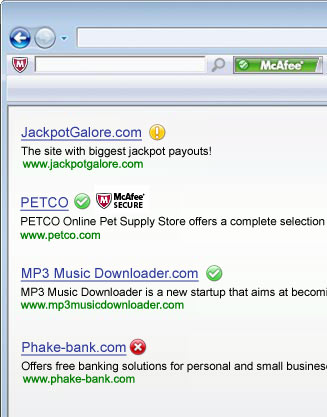 McAfee
JackpotGalore.com
The site with biggest jackpot payouts!
www.jackpotgalore.com
PETCO McAfee SECURE
PETCO Online Pet Supply Store offers a complete selection
www.petco.com
MP3 Music Downloader.com
MP3 Music Downloader is a new startup that aims at becomi
www.mp3musicdownloader.com
Phake-bank.com
Offers free banking solutions for personal and small busines
www.phake-bank.com